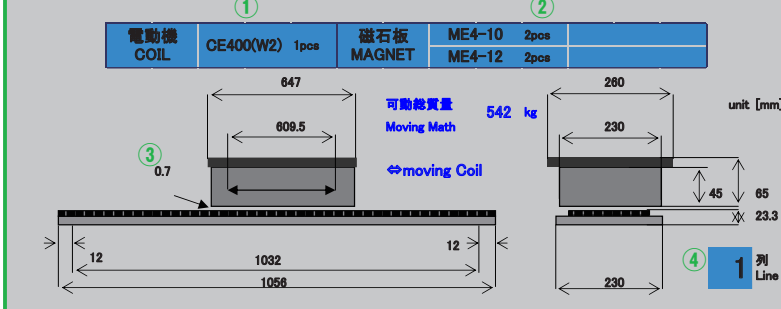 ① ②
電動機 COIL CE400(W2) 1pcs 磁石板 MAGNET ME4-10 2pcs
ME4-12 2pcs
647 260
可動総質量 542 kg unit [mm]
609.5 Moving Math 230
③
0.7 ⇔moving Coil
45 65
23.3
12 12
1032 ④ 1 列
Line
1056 230